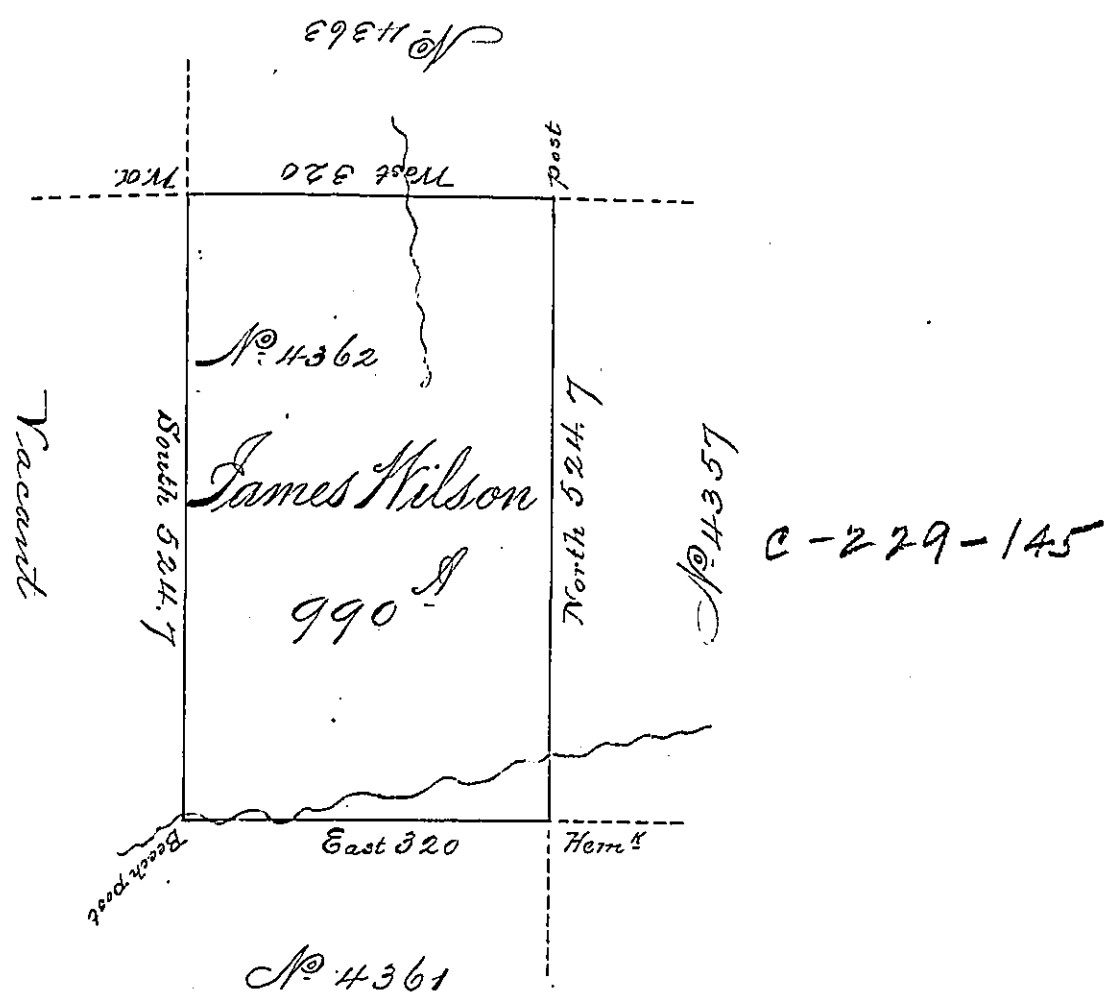 No 4363
West 320
W.O.
post
No 4362
James Wilson
990 A
South 524.7
North 524.7
Vacant
No 4357
C-229-145
East 320
Hemk
Beech post
No 4361